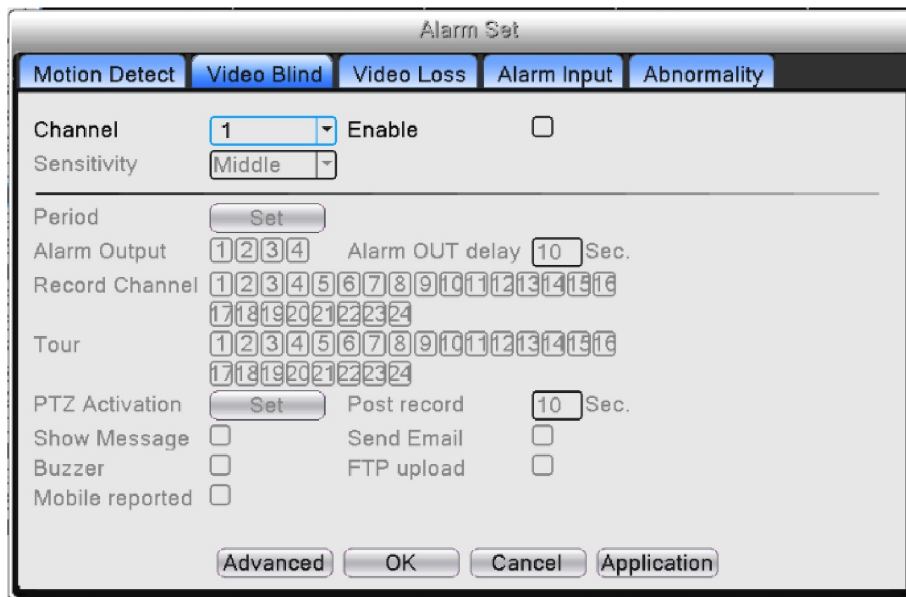 Alarm Set
Motion Detect Video Blind Video Loss Alarm Input Abnormality
Channel 1 Enable
Sensitivity Middle
Period Set
Alarm Output 1 2 3 4 Alarm OUT delay 10 Sec.
Record Channel 1 2 3 4 5 6 7 8 9 10 11 12 13 14 15 16
17 18 19 20 21 22 23 24
Tour 1 2 3 4 5 6 7 8 9 10 11 12 13 14 15 16
17 18 19 20 21 22 23 24
PTZ Activation Set Post record 10 Sec.
Show Message Send Email
Buzzer FTP upload
Mobile reported
Advanced OK Cancel Application